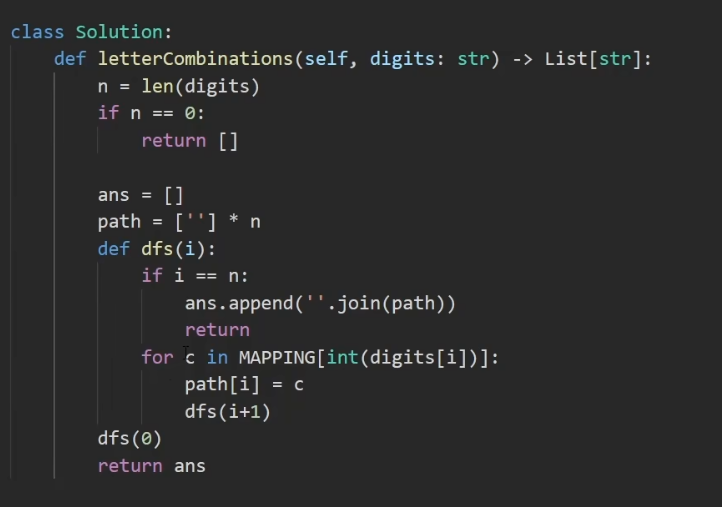 class Solution:
    def letterCombinations(self, digits: str) -> List[str]:
        n = len(digits)
        if n == 0:
            return []

        ans = []
        path = [''] * n
        def dfs(i):
            if i == n:
                ans.append(''.join(path))
                return
            for c in MAPPING[int(digits[i])]:
                path[i] = c
                dfs(i+1)
        dfs(0)
        return ans